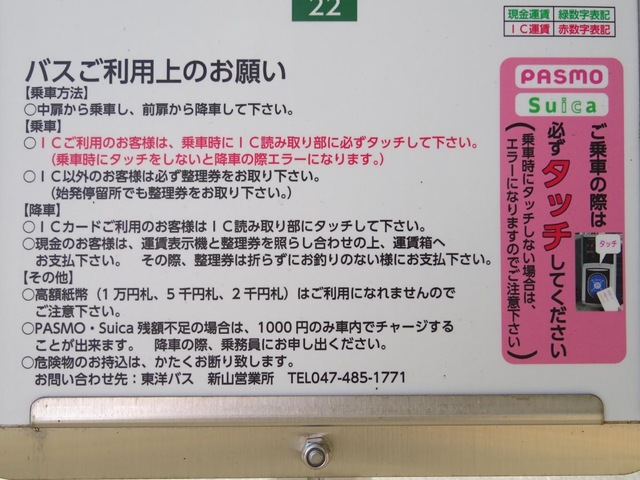 22
現金運賃 緑数字表記
IC運賃 赤数字表記
バスご利用上のお願い
【乗車方法】
○中扉から乗車し、前扉から降車して下さい。
【乗車】
○ICご利用のお客様は、乗車時にIC読み取り部に必ずタッチして下さい。
(乗車時にタッチをしないと降車の際エラーになります。)
○IC以外のお客様は必ず整理券をお取り下さい。
(始発停留所でも整理券をお取り下さい。)
【降車】
○ICカードご利用のお客様はIC読み取り部にタッチして下さい。
○現金のお客様は、運賃表示機と整理券を照らし合わせの上、運賃箱へ
お支払下さい。 その際、整理券は折らずにお釣りのない様にお支払下さい。
【その他】
○高額紙幣(1万円札、5千円札、2千円札)はご利用になれませんので
ご注意下さい。
○PASMO・Suica残額不足の場合は、1000円のみ車内でチャージする
ことが出来ます。 降車の際、乗務員にお申し出ください。
○危険物のお持込は、かたくお断り致します。
お問い合わせ先:東洋バス 新山営業所 TEL047-485-1771
PASMO
Suica
ご乗車の際は
必ずタッチしてください
(乗車時にタッチしない場合は、
エラーになりますのでご注意下さい)
タッチ